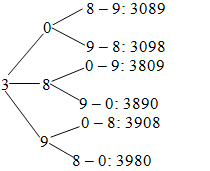 8 – 9: 3089
0
9 – 8: 3098
0 – 9: 3809
3 8
9 – 0: 3890
0 – 8: 3908
9
8 – 0: 3980